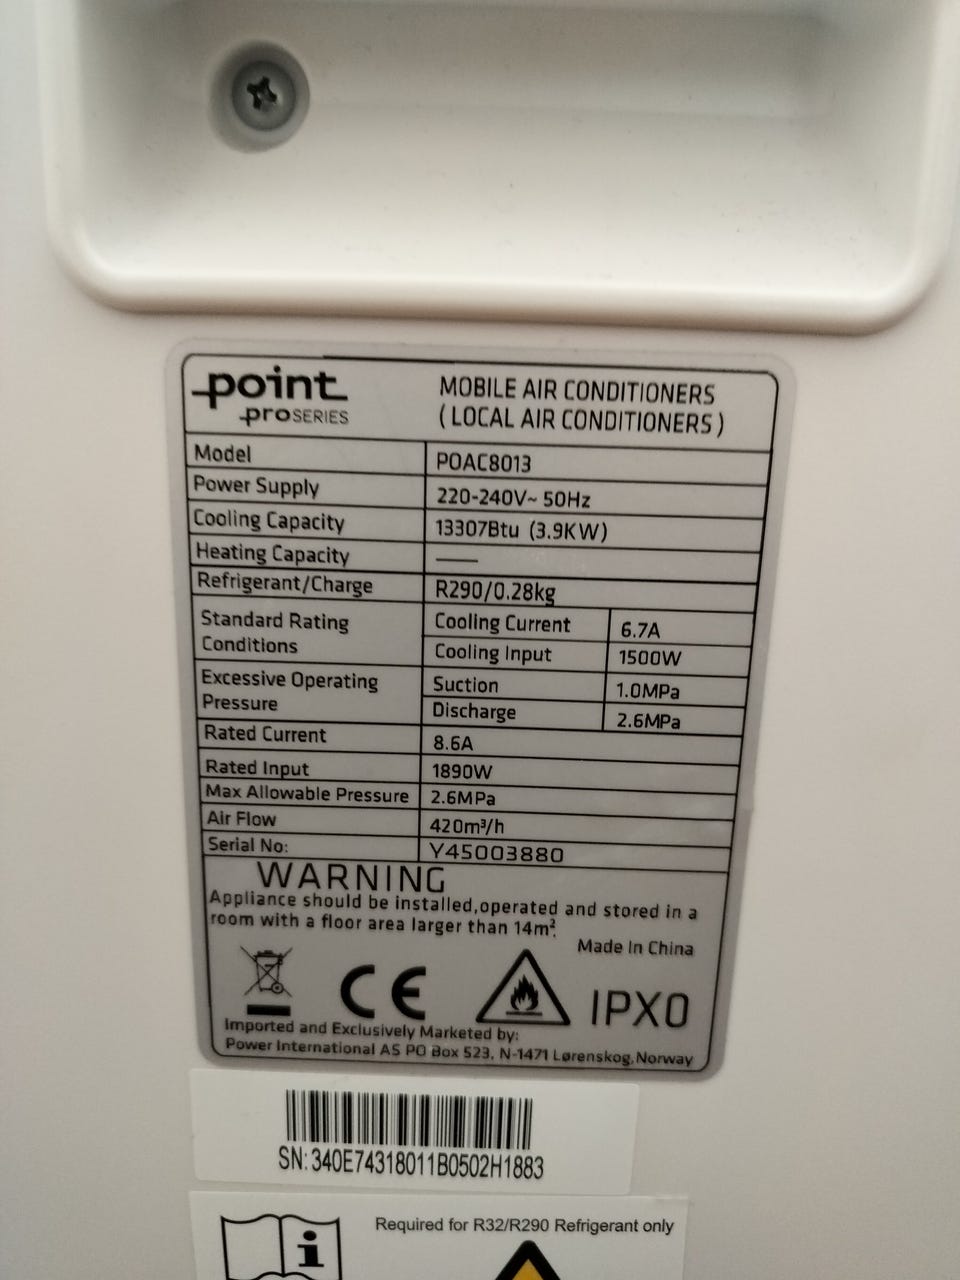 point
pro SERIES
MOBILE AIR CONDITIONERS
( LOCAL AIR CONDITIONERS )
Model POAC8013
Power Supply 220-240V~ 50Hz
Cooling Capacity 13307Btu (3.9KW)
Heating Capacity ——
Refrigerant/Charge R290/0.28kg
Standard Rating Conditions
Cooling Current 6.7A
Cooling Input 1500W
Excessive Operating Pressure
Suction 1.0MPa
Discharge 2.6MPa
Rated Current 8.6A
Rated Input 1890W
Max Allowable Pressure 2.6MPa
Air Flow 420m³/h
Serial No: Y45003880
WARNING
Appliance should be installed,operated and stored in a
room with a floor area larger than 14m².
Made In China
CE
IPX0
Imported and Exclusively Marketed by:
Power International AS PO Box 523, N-1471 Lørenskog,Norway
SN:340E74318011B0502H1883
i
Required for R32/R290 Refrigerant only